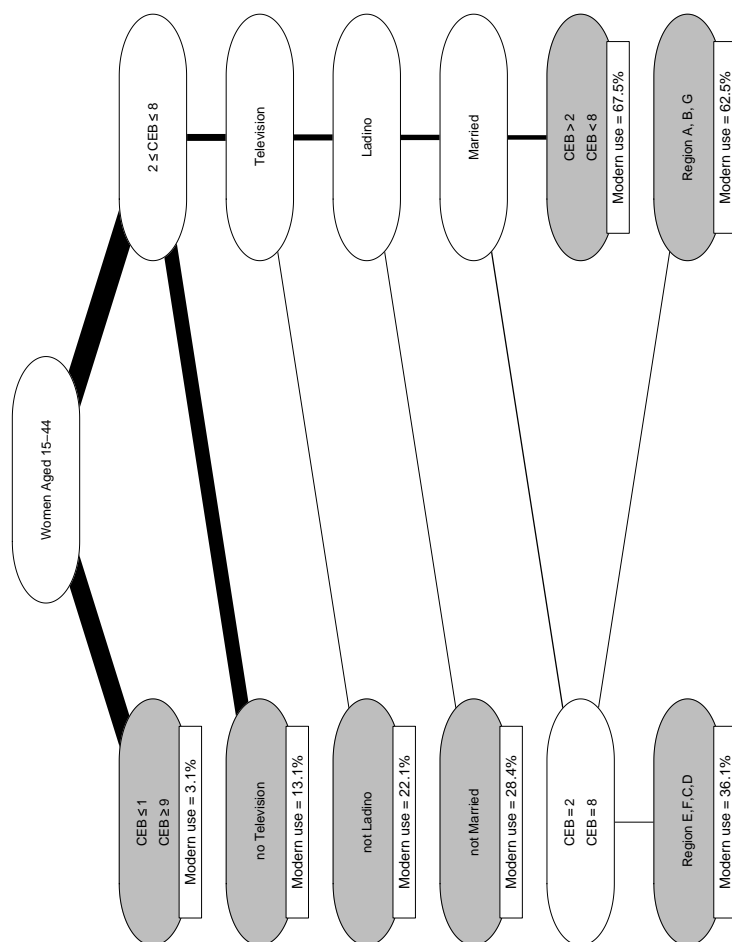 Women Aged 15–44
2 ≤ CEB ≤ 8
CEB ≤ 1
CEB ≥ 9
Modern use = 3.1%
Television
no Television
Modern use = 13.1%
Ladino
not Ladino
Modern use = 22.1%
Married
not Married
Modern use = 28.4%
CEB > 2
CEB < 8
Modern use = 67.5%
CEB = 2
CEB = 8
Region A, B, G
Modern use = 62.5%
Region E,F,C,D
Modern use = 36.1%